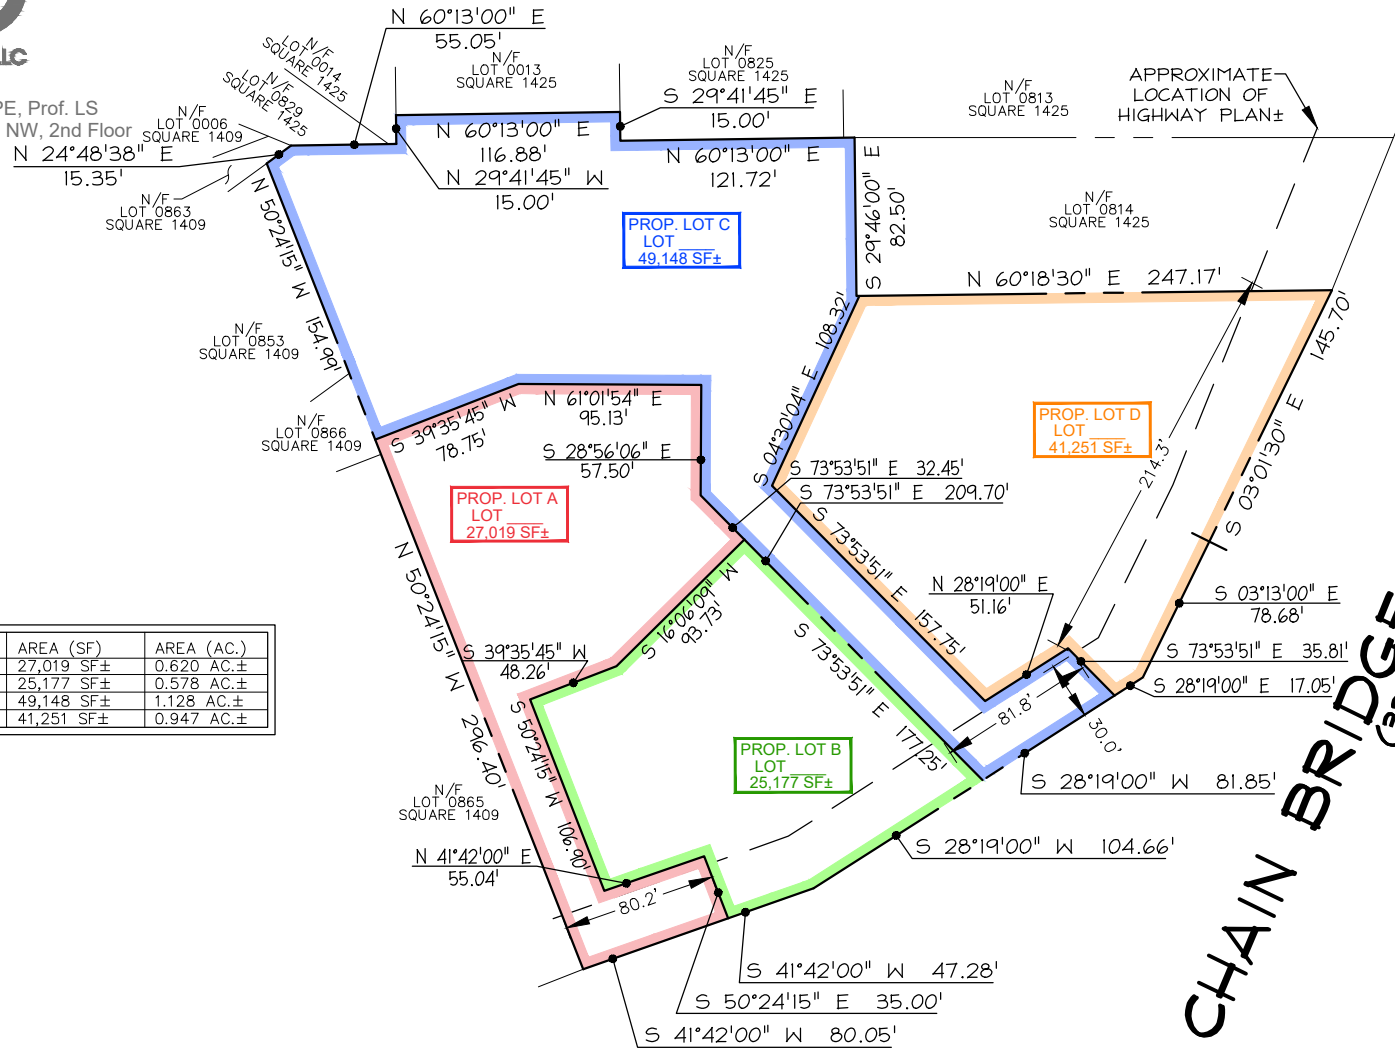 LLC
PE, Prof. LS
NW, 2nd Floor
N 60°13'00" E
55.05'
N/F
LOT 0014
SQUARE 1425
N/F
LOT 0829
SQUARE 1425
N/F
LOT 0006
SQUARE 1409
N 24°48'38" E
15.35'
N/F
LOT 0863
SQUARE 1409
N/F
LOT 0013
SQUARE 1425
N/F
LOT 0825
SQUARE 1425
S 29°41'45" E
15.00'
N 60°13'00" E
116.88'
N 29°41'45" W
15.00'
N 60°13'00" E
121.72'
N/F
LOT 0813
SQUARE 1425
APPROXIMATE
LOCATION OF
HIGHWAY PLAN±
N/F
LOT 0814
SQUARE 1425
S 29°46'00" E
82.50'
N 60°18'30" E 247.17'
PROP. LOT C
LOT ____
49,148 SF±
N 50°24'15" W 154.99'
N/F
LOT 0853
SQUARE 1409
N/F
LOT 0866
SQUARE 1409
S 39°35'45" W
78.75'
N 61°01'54" E
95.13'
S 28°56'06" E
57.50'
S 04°30'04" E 108.32'
S 73°53'51" E 32.45'
S 73°53'51" E 209.70'
PROP. LOT D
LOT ____
41,251 SF±
214.3'
145.70'
S 03°01'30" E
PROP. LOT A
LOT ____
27,019 SF±
S 73°53'51" E 157.75'
N 28°19'00" E
51.16'
S 03°13'00" E
78.68'
S 73°53'51" E 35.81'
S 28°19'00" E 17.05'
N 50°24'15" W 296.40'
S 16°06'09" W
93.73'
S 39°35'45" W
48.26'
S 73°53'51" E 177.25'
81.8'
30.0'
S 28°19'00" W 81.85'
AREA (SF) AREA (AC.)
27,019 SF± 0.620 AC.±
25,177 SF± 0.578 AC.±
49,148 SF± 1.128 AC.±
41,251 SF± 0.947 AC.±
S 50°24'15" W 106.90'
PROP. LOT B
LOT ____
25,177 SF±
N/F
LOT 0865
SQUARE 1409
N 41°42'00" E
55.04'
80.2'
S 28°19'00" W 104.66'
S 41°42'00" W 47.28'
S 50°24'15" E 35.00'
S 41°42'00" W 80.05'
CHAIN BRIDGE